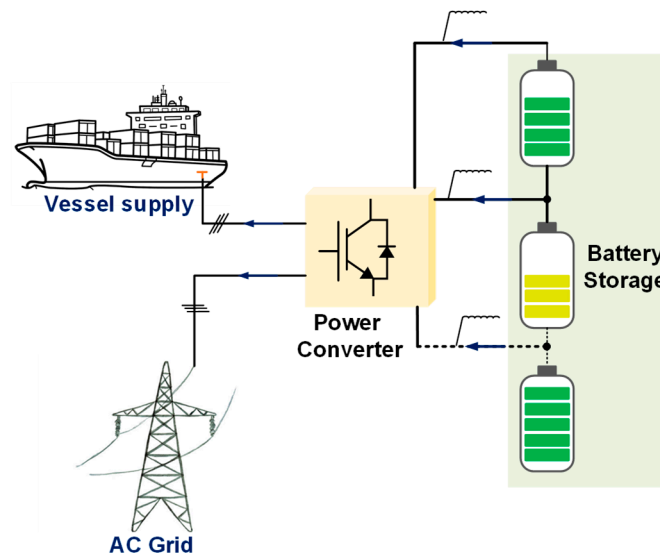 Vessel supply
Battery
Storage
Power
Converter
AC Grid